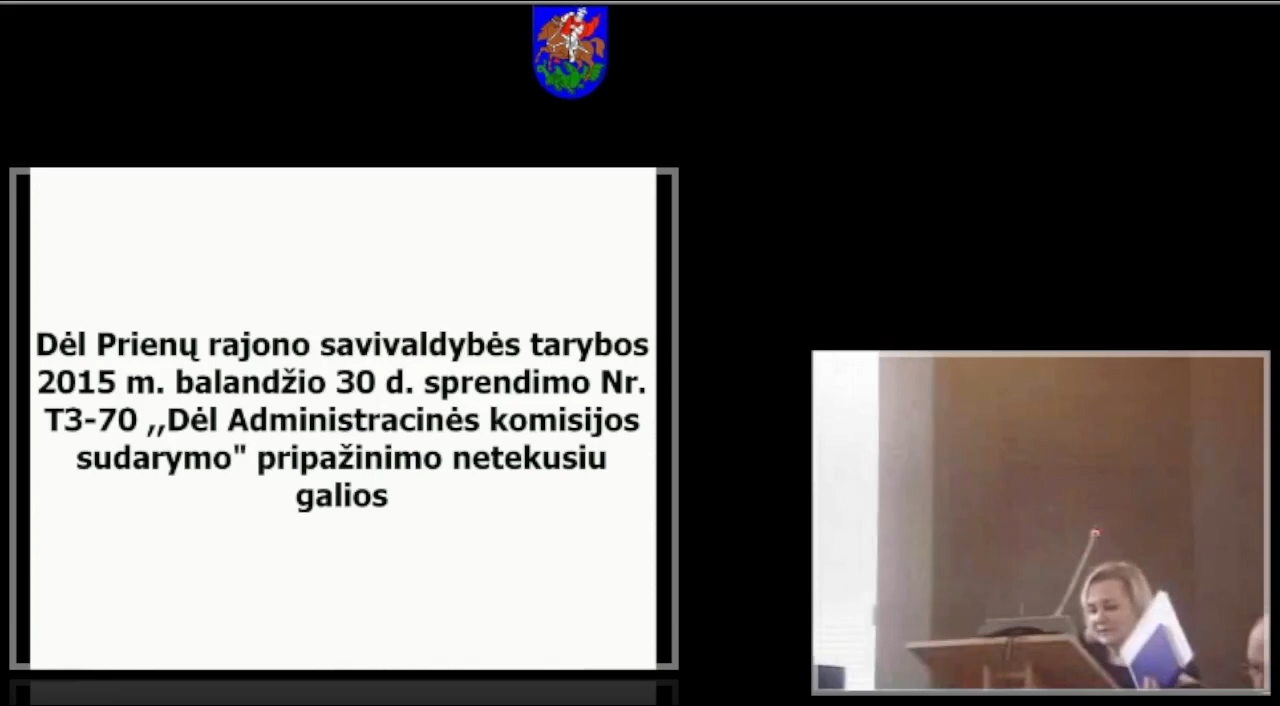 Dėl Prienų rajono savivaldybės tarybos
2015 m. balandžio 30 d. sprendimo Nr.
T3-70 ,,Dėl Administracinės komisijos
sudarymo" pripažinimo netekusiu
galios